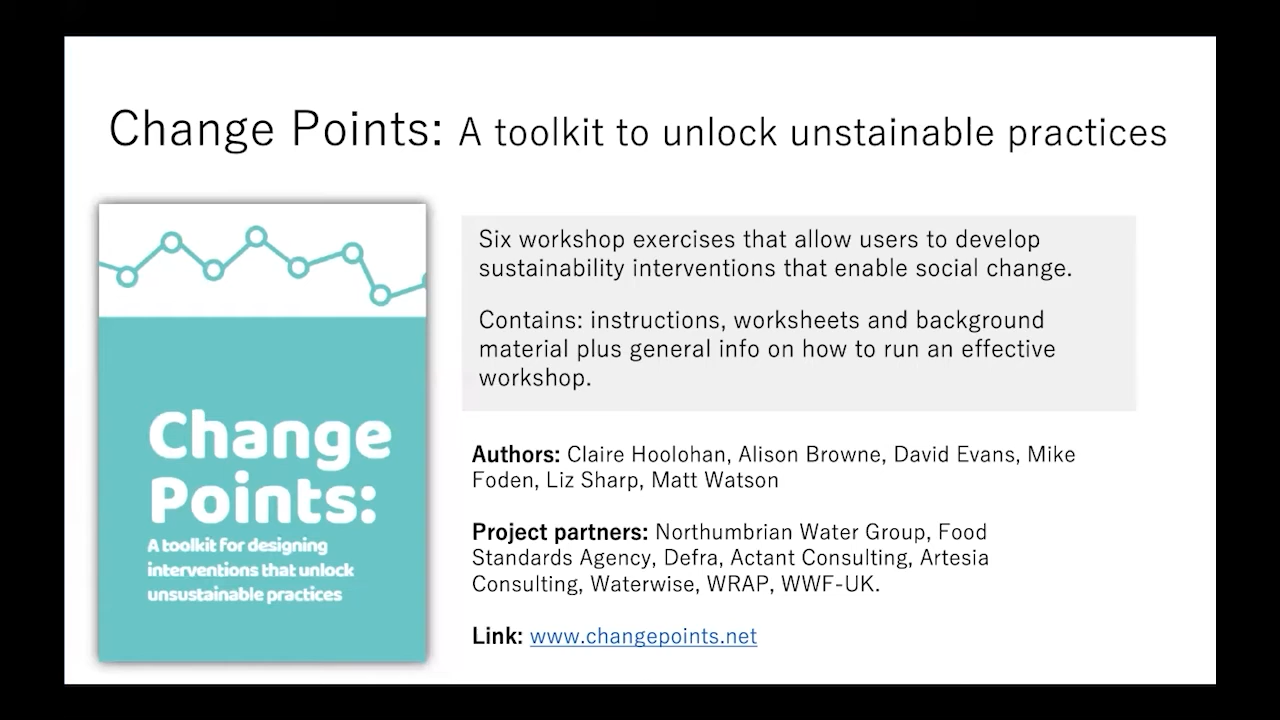 Change Points: A toolkit to unlock unstainable practices
Change
Points:
A toolkit for designing
interventions that unlock
unsustainable practices
Six workshop exercises that allow users to develop
sustainability interventions that enable social change.
Contains: instructions, worksheets and background
material plus general info on how to run an effective
workshop.
Authors: Claire Hoolohan, Alison Browne, David Evans, Mike
Foden, Liz Sharp, Matt Watson
Project partners: Northumbrian Water Group, Food
Standards Agency, Defra, Actant Consulting, Artesia
Consulting, Waterwise, WRAP, WWF-UK.
Link: www.changepoints.net